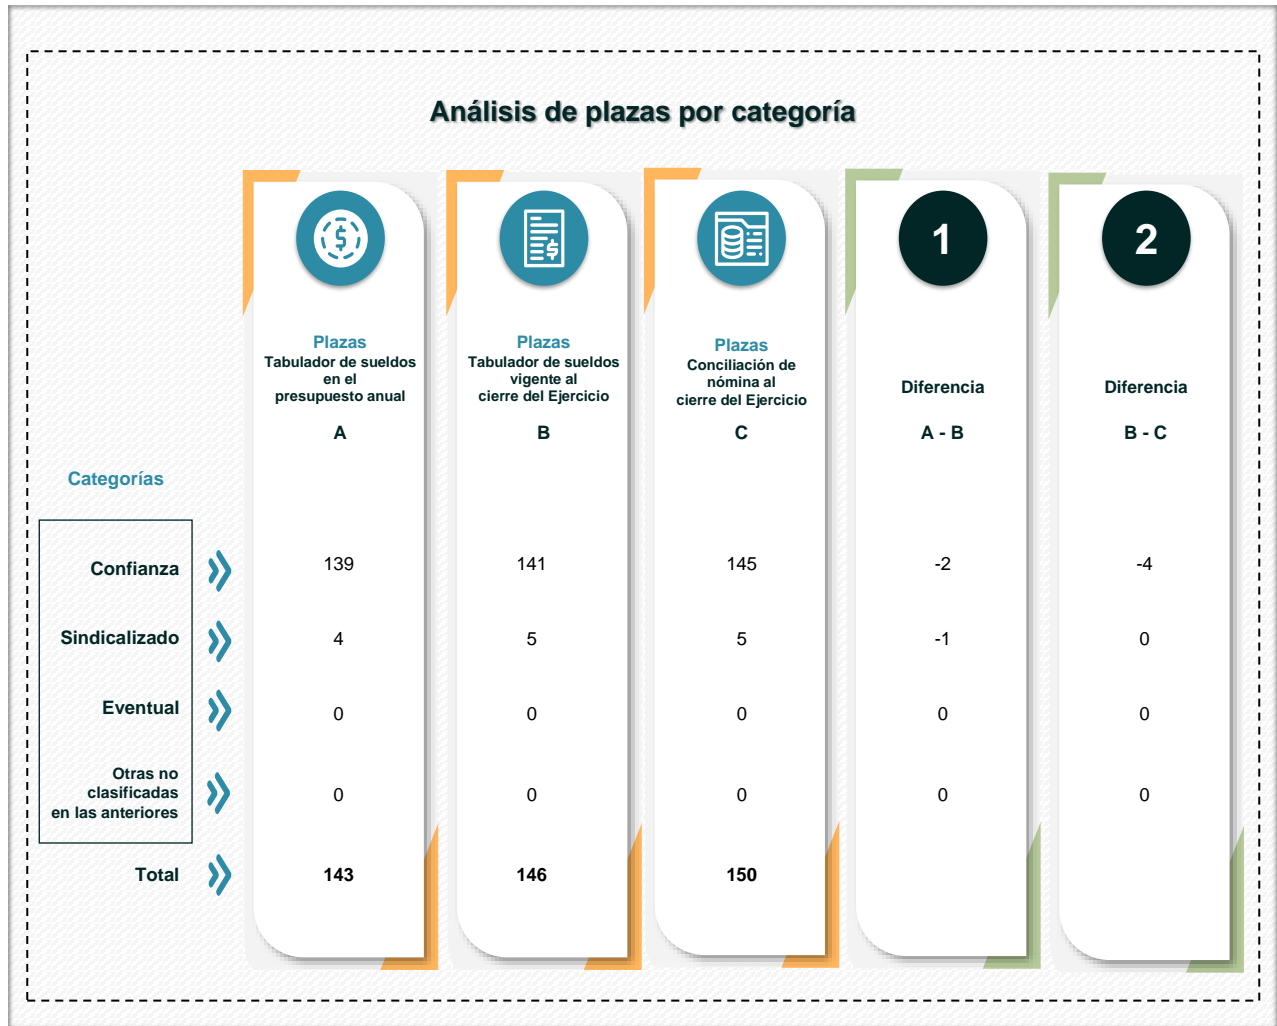 Análisis de plazas por categoría
1
2
Plazas
Tabulador de sueldos
en el
presupuesto anual
A
Plazas
Tabulador de sueldos
vigente al
cierre del Ejercicio
B
Plazas
Conciliación de
nómina al
cierre del Ejercicio
C
Diferencia
A - B
Diferencia
B - C
Categorías
Confianza 139 141 145 -2 -4
Sindicalizado 4 5 5 -1 0
Eventual 0 0 0 0 0
Otras no
clasificadas
en las anteriores
0 0 0 0 0
Total 143 146 150